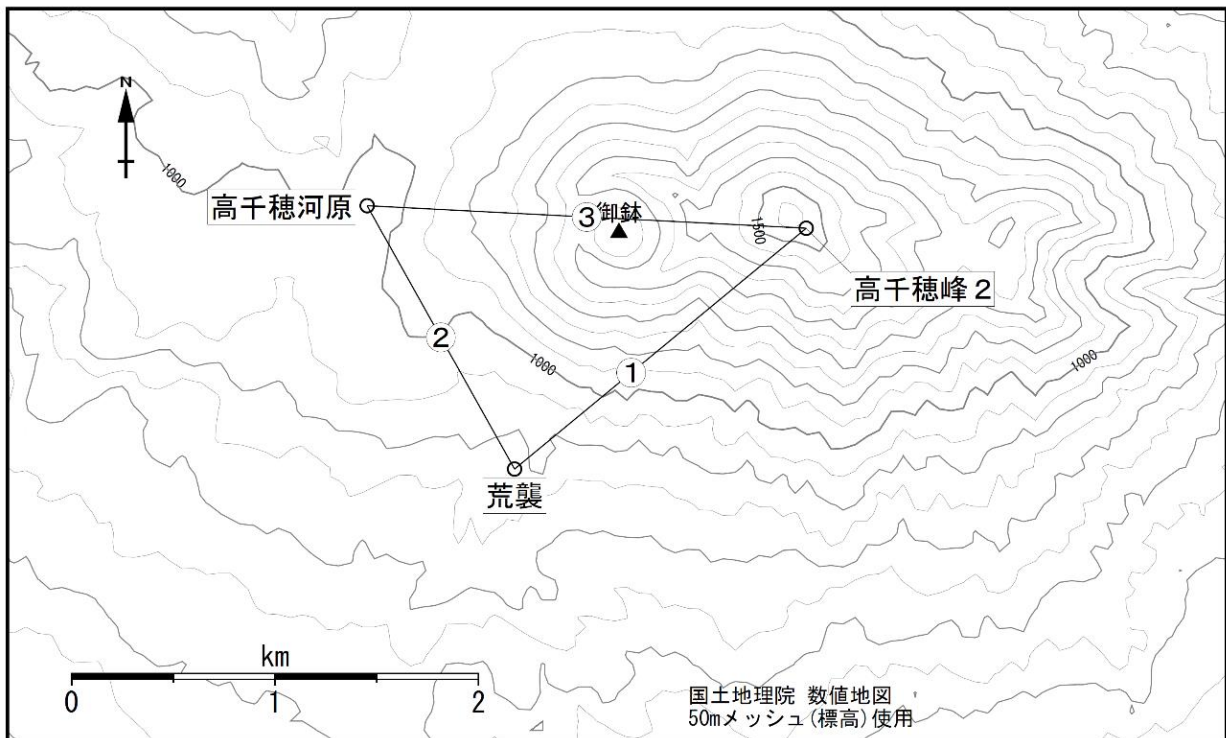 N
1000
高千穂河原
③
御鉢
1500
高千穂峰2
②
1000
①
1000
荒襲
km
0
1
2
国土地理院 数値地図
50mメッシュ(標高)使用